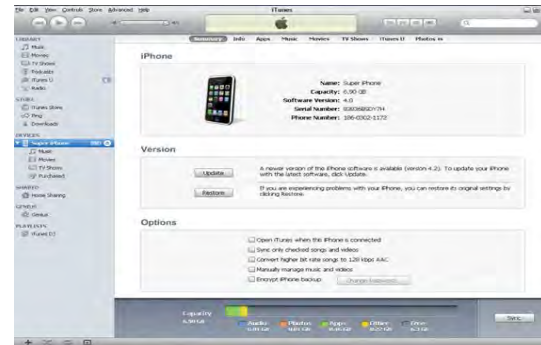 File Edit View Controls Store Advanced Help
iTunes
LIBRARY
Music
Movies
TV Shows
Podcasts
iTunes U
Radio
STORE
iTunes Store
Ping
Downloads
DEVICES
Super iPhone
Music
Movies
TV Shows
Purchased
SHARED
Home Sharing
GENIUS
Genius
PLAYLISTS
iTunes DJ
Summary Info Apps Music Movies TV Shows iTunes U Photos
iPhone
Name: Super iPhone
Capacity: 6.90 GB
Software Version: 4.0
Serial Number:
Phone Number: 106-0302-1172
Version
Update
A newer version of the iPhone software is available (version 4.2). To update your iPhone
with the latest software, click Update.
Restore
If you are experiencing problems with your iPhone, you can restore its original settings by
clicking Restore.
Options
Open iTunes when this iPhone is connected
Sync only checked songs and videos
Convert higher bit rate songs to 128 kbps AAC
Manually manage music and videos
Encrypt iPhone backup
Capacity
6.90 GB
Audio Photos Apps Other Free
Sync